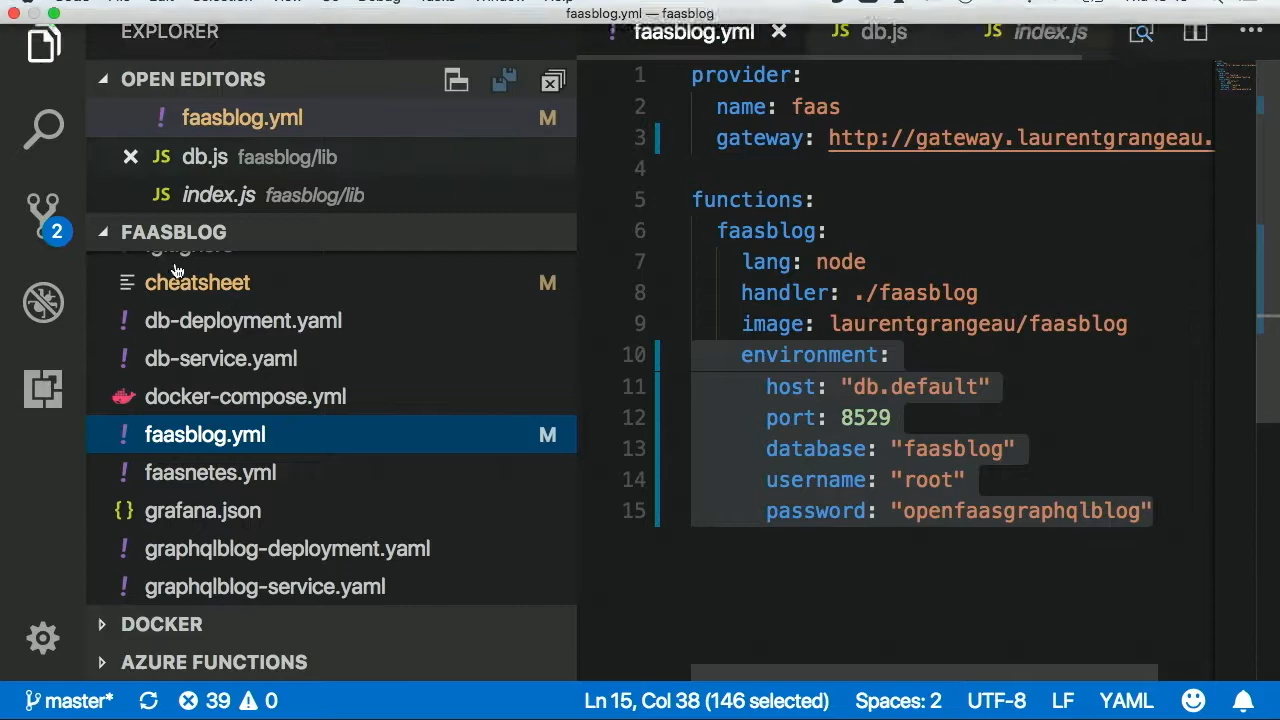 faasblog.yml — faasblog
EXPLORER
OPEN EDITORS
! faasblog.yml M
JS db.js faasblog/lib
JS index.js faasblog/lib
2
FAASBLOG
cheatsheet M
! db-deployment.yaml
! db-service.yaml
docker-compose.yml
! faasblog.yml M
! faasnetes.yml
{} grafana.json
! graphqlblog-deployment.yaml
! graphqlblog-service.yaml
DOCKER
AZURE FUNCTIONS
! faasblog.yml × JS db.js JS index.js
1 provider:
2 name: faas
3 gateway: http://gateway.laurentgrangeau.
4
5 functions:
6 faasblog:
7 lang: node
8 handler: ./faasblog
9 image: laurentgrangeau/faasblog
10 environment:
11 host: "db.default"
12 port: 8529
13 database: "faasblog"
14 username: "root"
15 password: "openfaasgraphqlblog"
master* 39 0 Ln 15, Col 38 (146 selected) Spaces: 2 UTF-8 LF YAML